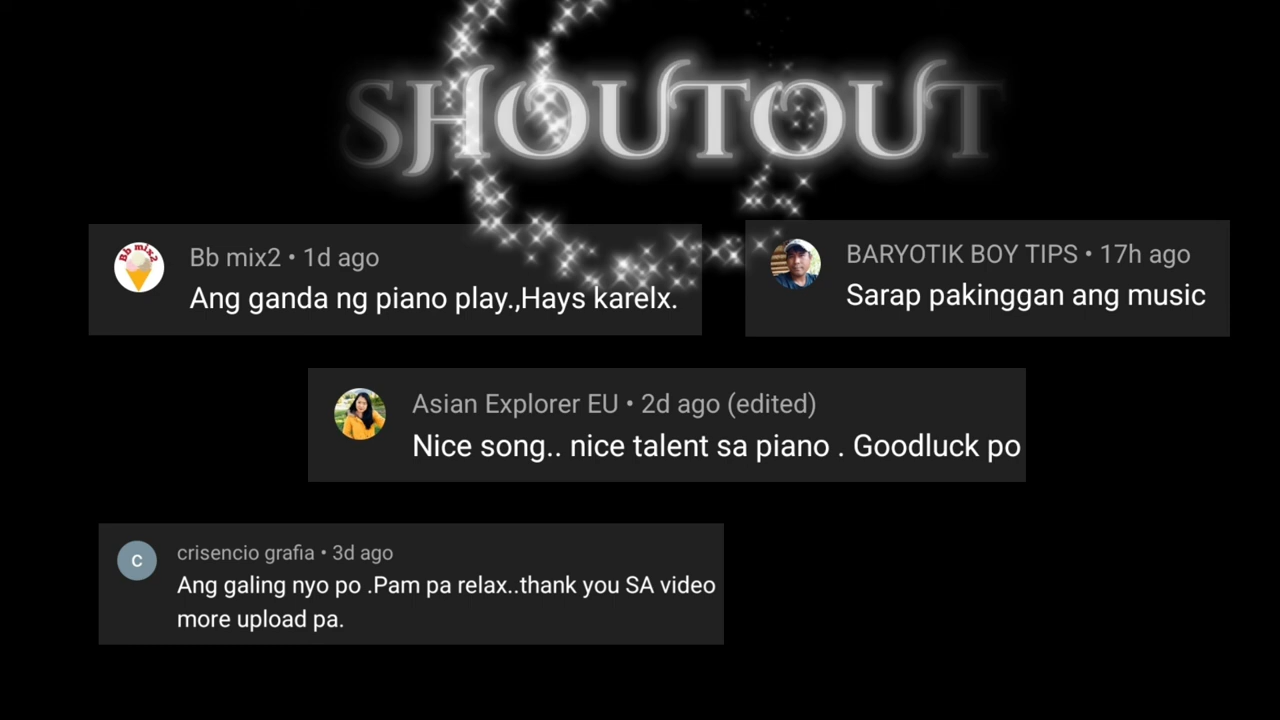 SHOUTOUT
Bb mix2
Bb mix2 • 1d ago
Ang ganda ng piano play.,Hays karelx.
BARYOTIK BOY TIPS • 17h ago
Sarap pakinggan ang music
Asian Explorer EU • 2d ago (edited)
Nice song.. nice talent sa piano . Goodluck po
C
crisencio grafia • 3d ago
Ang galing nyo po .Pam pa relax..thank you SA video
more upload pa.